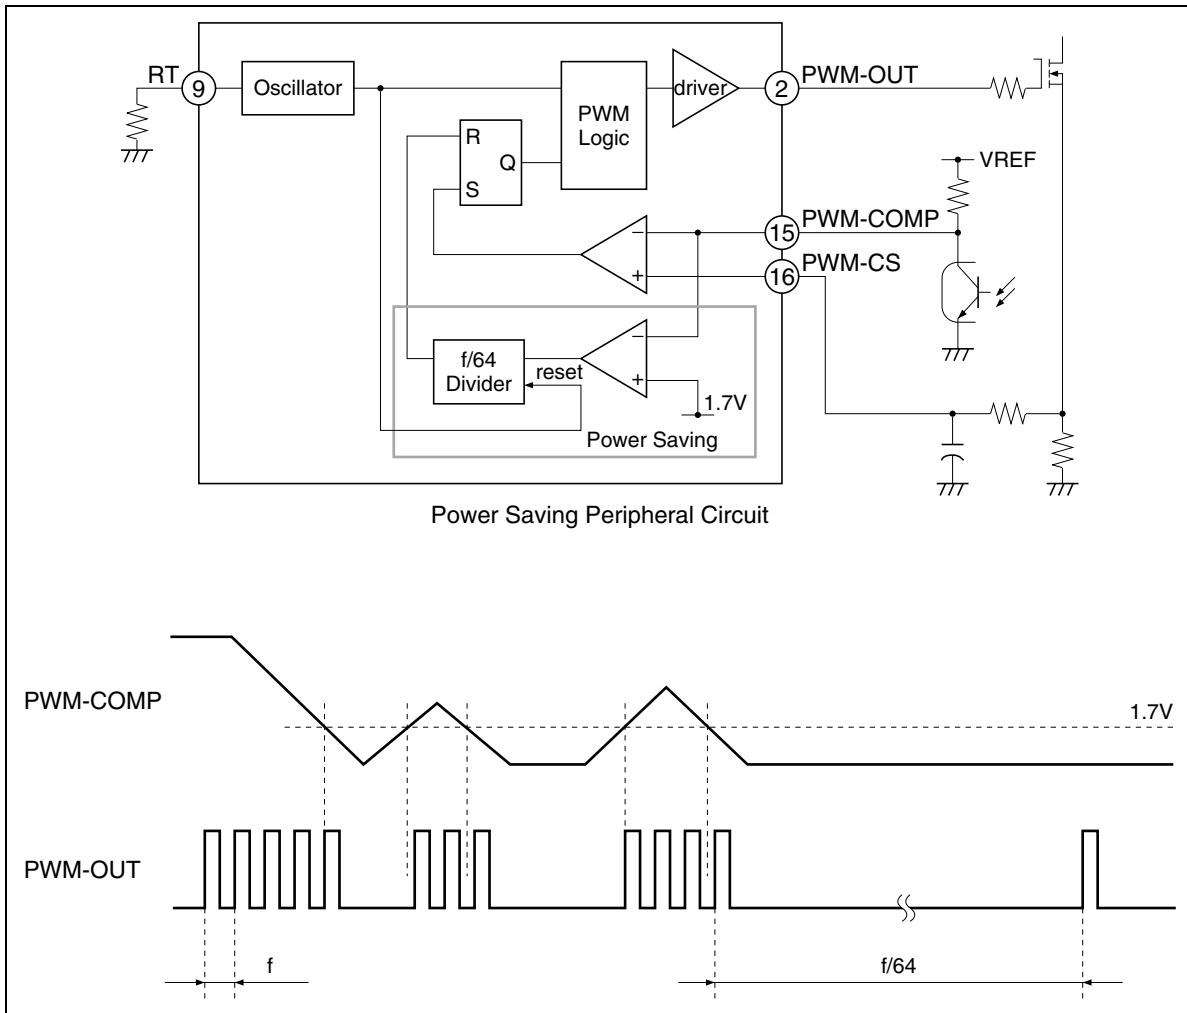 RT
9
Oscillator
PWM
Logic
driver
2
PWM-OUT
R
S
Q
VREF
−
+
15
PWM-COMP
16
PWM-CS
f/64
Divider
reset
−
+
1.7V
Power Saving
Power Saving Peripheral Circuit
PWM-COMP
1.7V
PWM-OUT
f
f/64